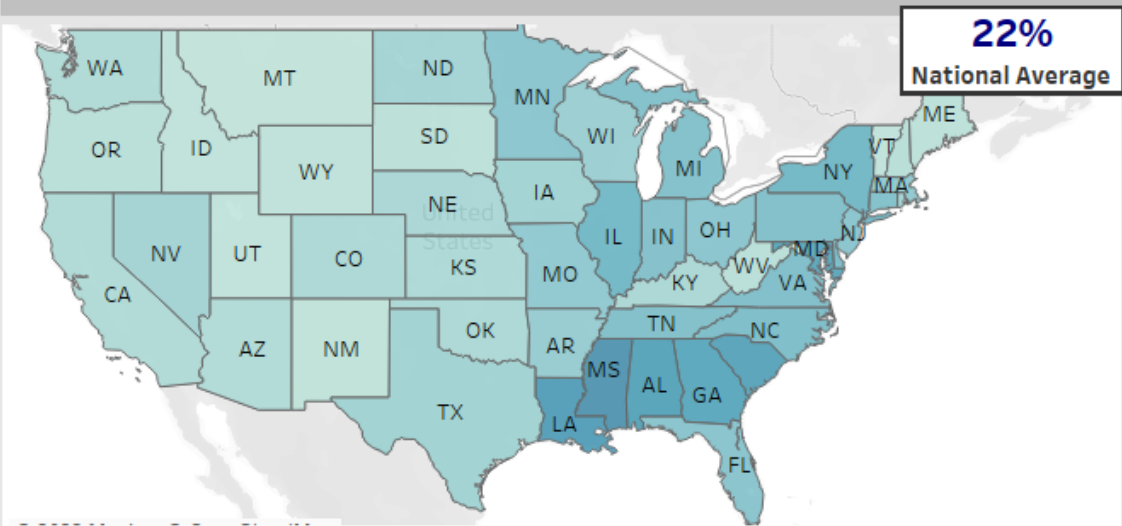 22%
National Average
WA
MT
ND
MN
ME
OR
ID
SD
WI
VT
WY
MI
NY
MA
NE
IA
United
States
NV
UT
CO
KS
IL
IN
OH
NJ
MD
MO
WV
VA
KY
CA
AZ
NM
OK
AR
TN
NC
MS
AL
GA
TX
LA
FL